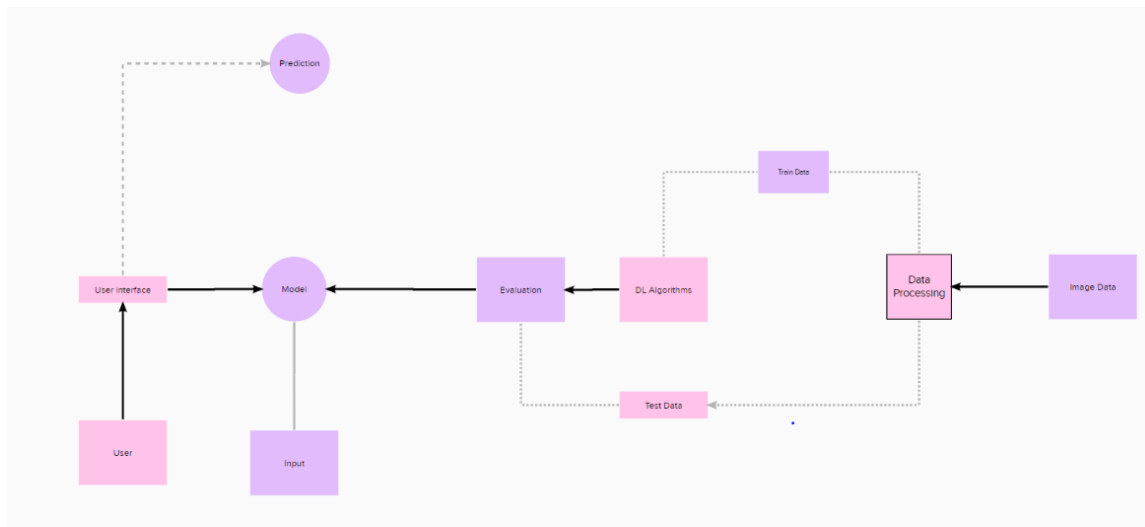 Prediction
Train Data
User interface
Model
Evaluation
DL Algorithms
Data
Processing
Image Data
Test Data
User
Input